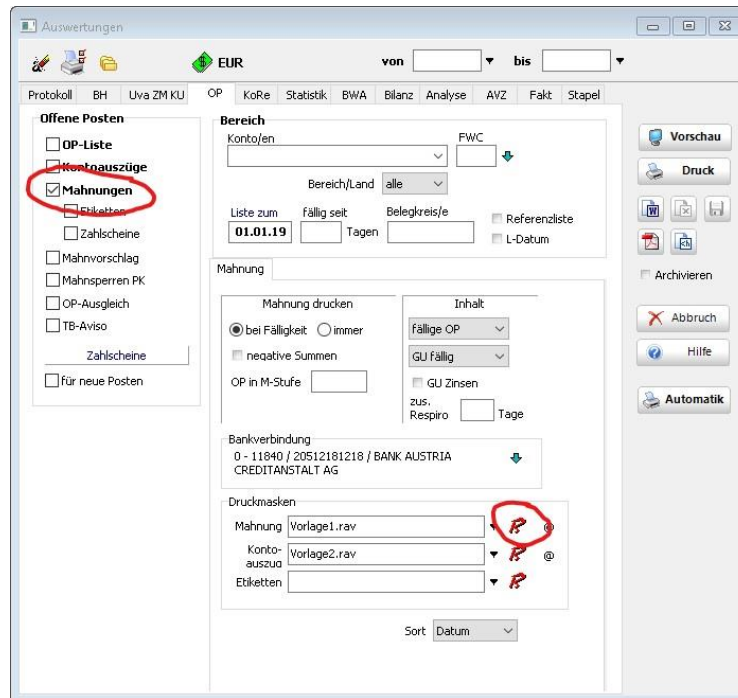 Auswertungen
EUR
von
bis
Protokoll BH Uva ZM KU OP KoRe Statistik BWA Bilanz Analyse AVZ Fakt Stapel
Offene Posten
OP-Liste
Kontoauszüge
Mahnungen
Etiketten
Zahlscheine
Mahnvorschlag
Mahnsperren PK
OP-Ausgleich
TB-Aviso
Zahlscheine
für neue Posten
Bereich
Konto/en FWC
Bereich/Land alle
Liste zum fällig seit Belegkreis/e
01.01.19 Tagen
Referenzliste
L-Datum
Mahnung
Mahnung drucken
bei Fälligkeit immer
negative Summen
OP in M-Stufe
Inhalt
fällige OP
GU fällig
GU Zinsen
zus.
Respiro Tage
Bankverbindung
0 - 11840 / 20512181218 / BANK AUSTRIA
CREDITANSTALT AG
Druckmasken
Mahnung Vorlage1.rav R @
Konto-
auszug Vorlage2.rav R @
Etiketten R
Sort Datum
Vorschau
Druck
Archivieren
Abbruch
Hilfe
Automatik